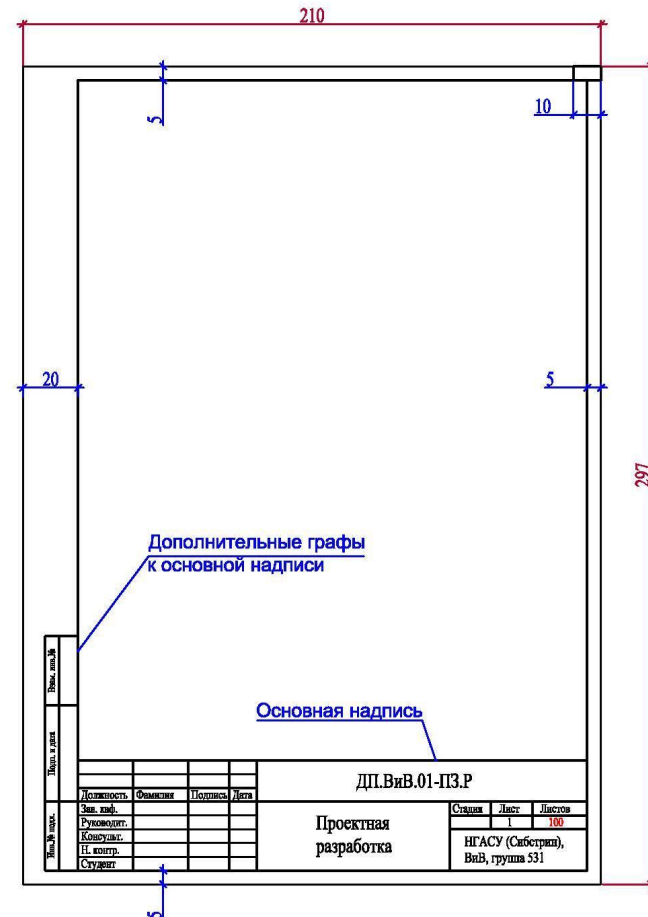 210
5
10
20
5
297
Дополнительные графы
к основной надписи
Взам. инв.№
Подп. и дата
Инв.№ подл.
Основная надпись
ДП.ВиВ.01-ПЗ.Р
Должность Фамилия Подпись Дата
Зав. каф.
Руководит.
Консульт.
Н. контр.
Студент
Проектная
разработка
Стадия Лист Листов
1 100
НГАСУ (Сибстрин),
ВиВ, группа 531
5